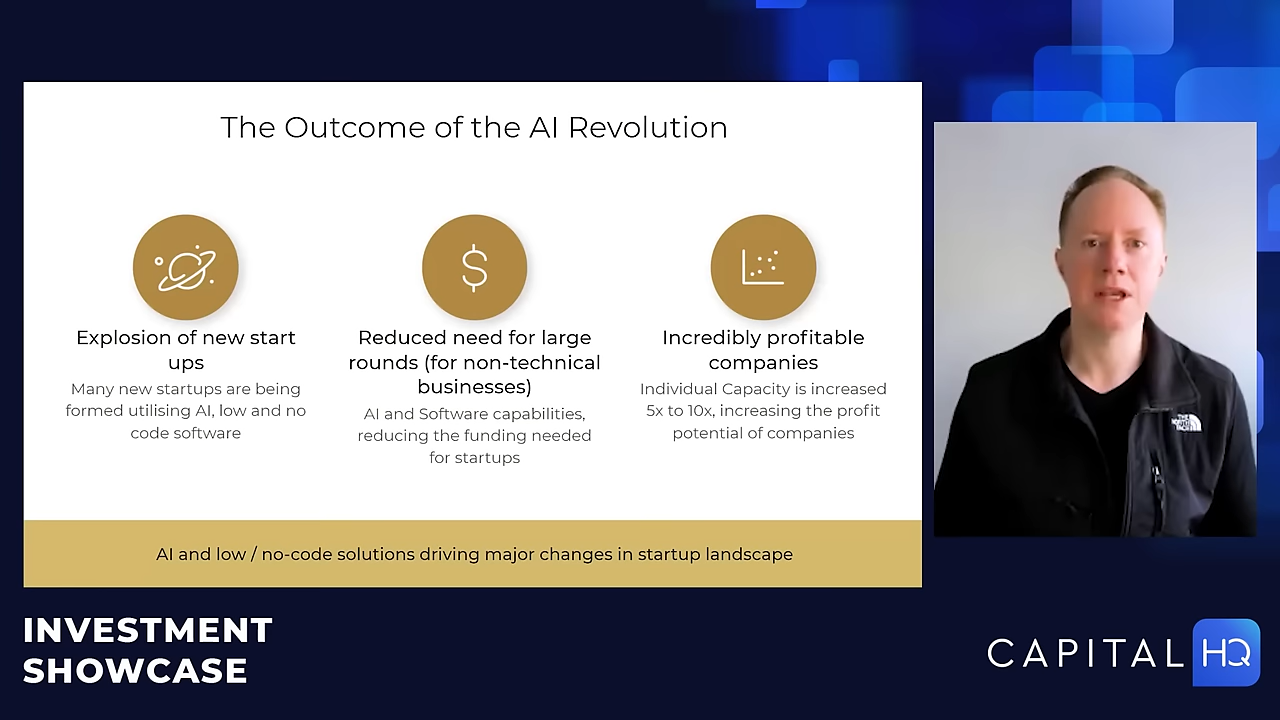 The Outcome of the AI Revolution
Explosion of new start
ups
Many new startups are being
formed utilising AI, low and no
code software
$
Reduced need for large
rounds (for non-technical
businesses)
AI and Software capabilities,
reducing the funding needed
for startups
Incredibly profitable
companies
Individual Capacity is increased
5x to 10x, increasing the profit
potential of companies
AI and low / no-code solutions driving major changes in startup landscape
THE
NORTH
FACE
INVESTMENT
SHOWCASE
CAPITAL HQ